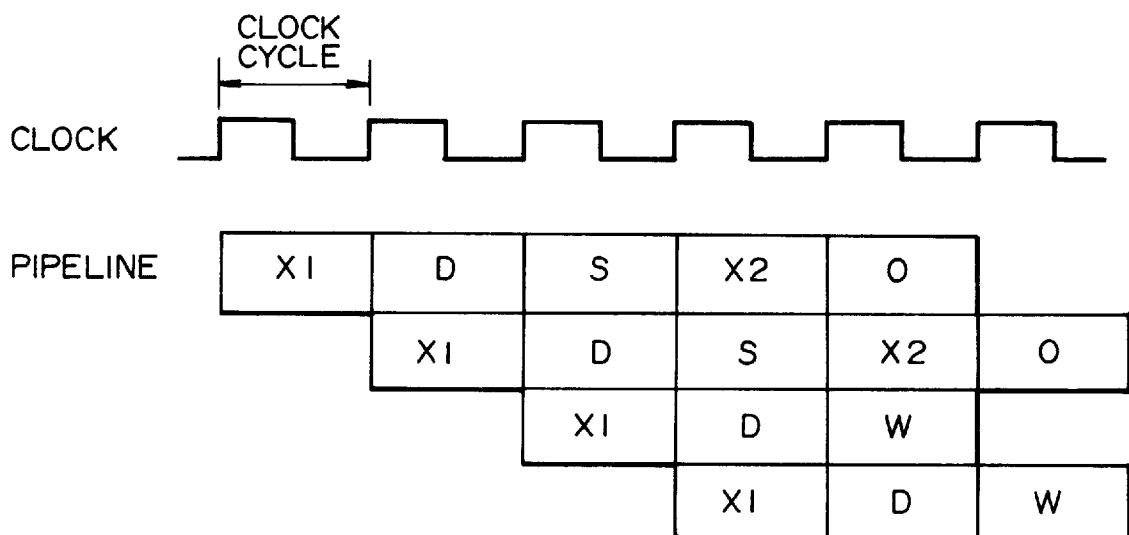 CLOCK
CYCLE
CLOCK
PIPELINE X1 D S X2 O
X1 D S X2 O
X1 D W
X1 D W